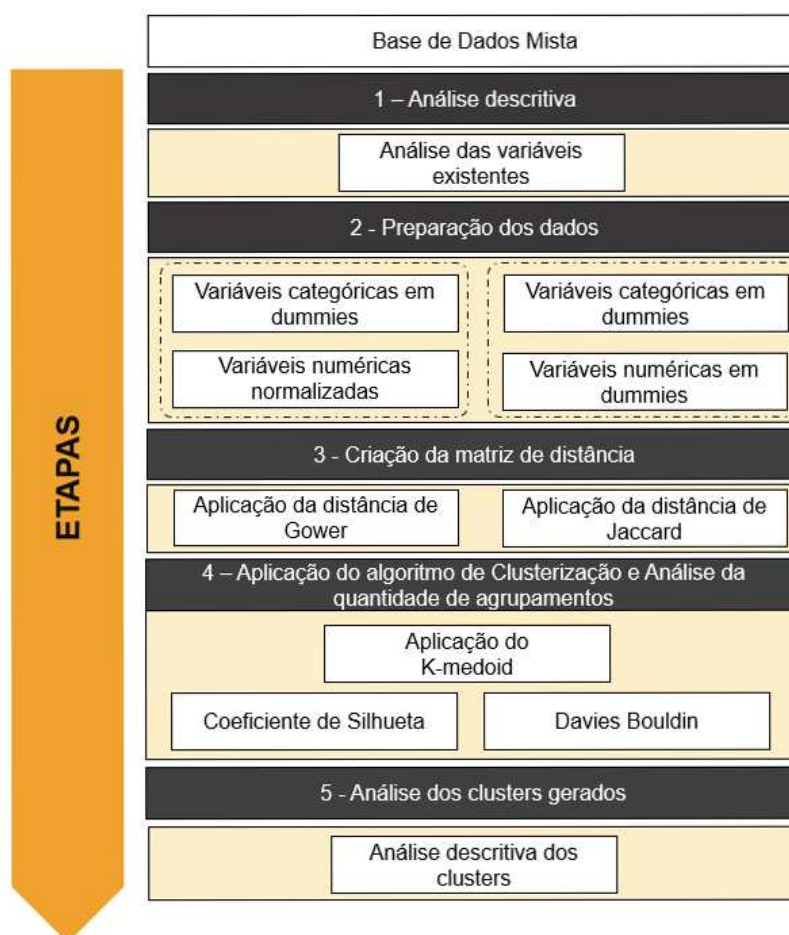 Base de Dados Mista
1 – Análise descritiva
Análise das variáveis
existentes
2 - Preparação dos dados
Variáveis categóricas em
dummies
Variáveis numéricas
normalizadas
Variáveis categóricas em
dummies
Variáveis numéricas em
dummies
3 - Criação da matriz de distância
Aplicação da distância de
Gower
Aplicação da distância de
Jaccard
4 – Aplicação do algoritmo de Clusterização e Análise da
quantidade de agrupamentos
Aplicação do
K-medoid
Coeficiente de Silhueta
Davies Bouldin
5 - Análise dos clusters gerados
Análise descritiva dos
clusters
ETAPAS